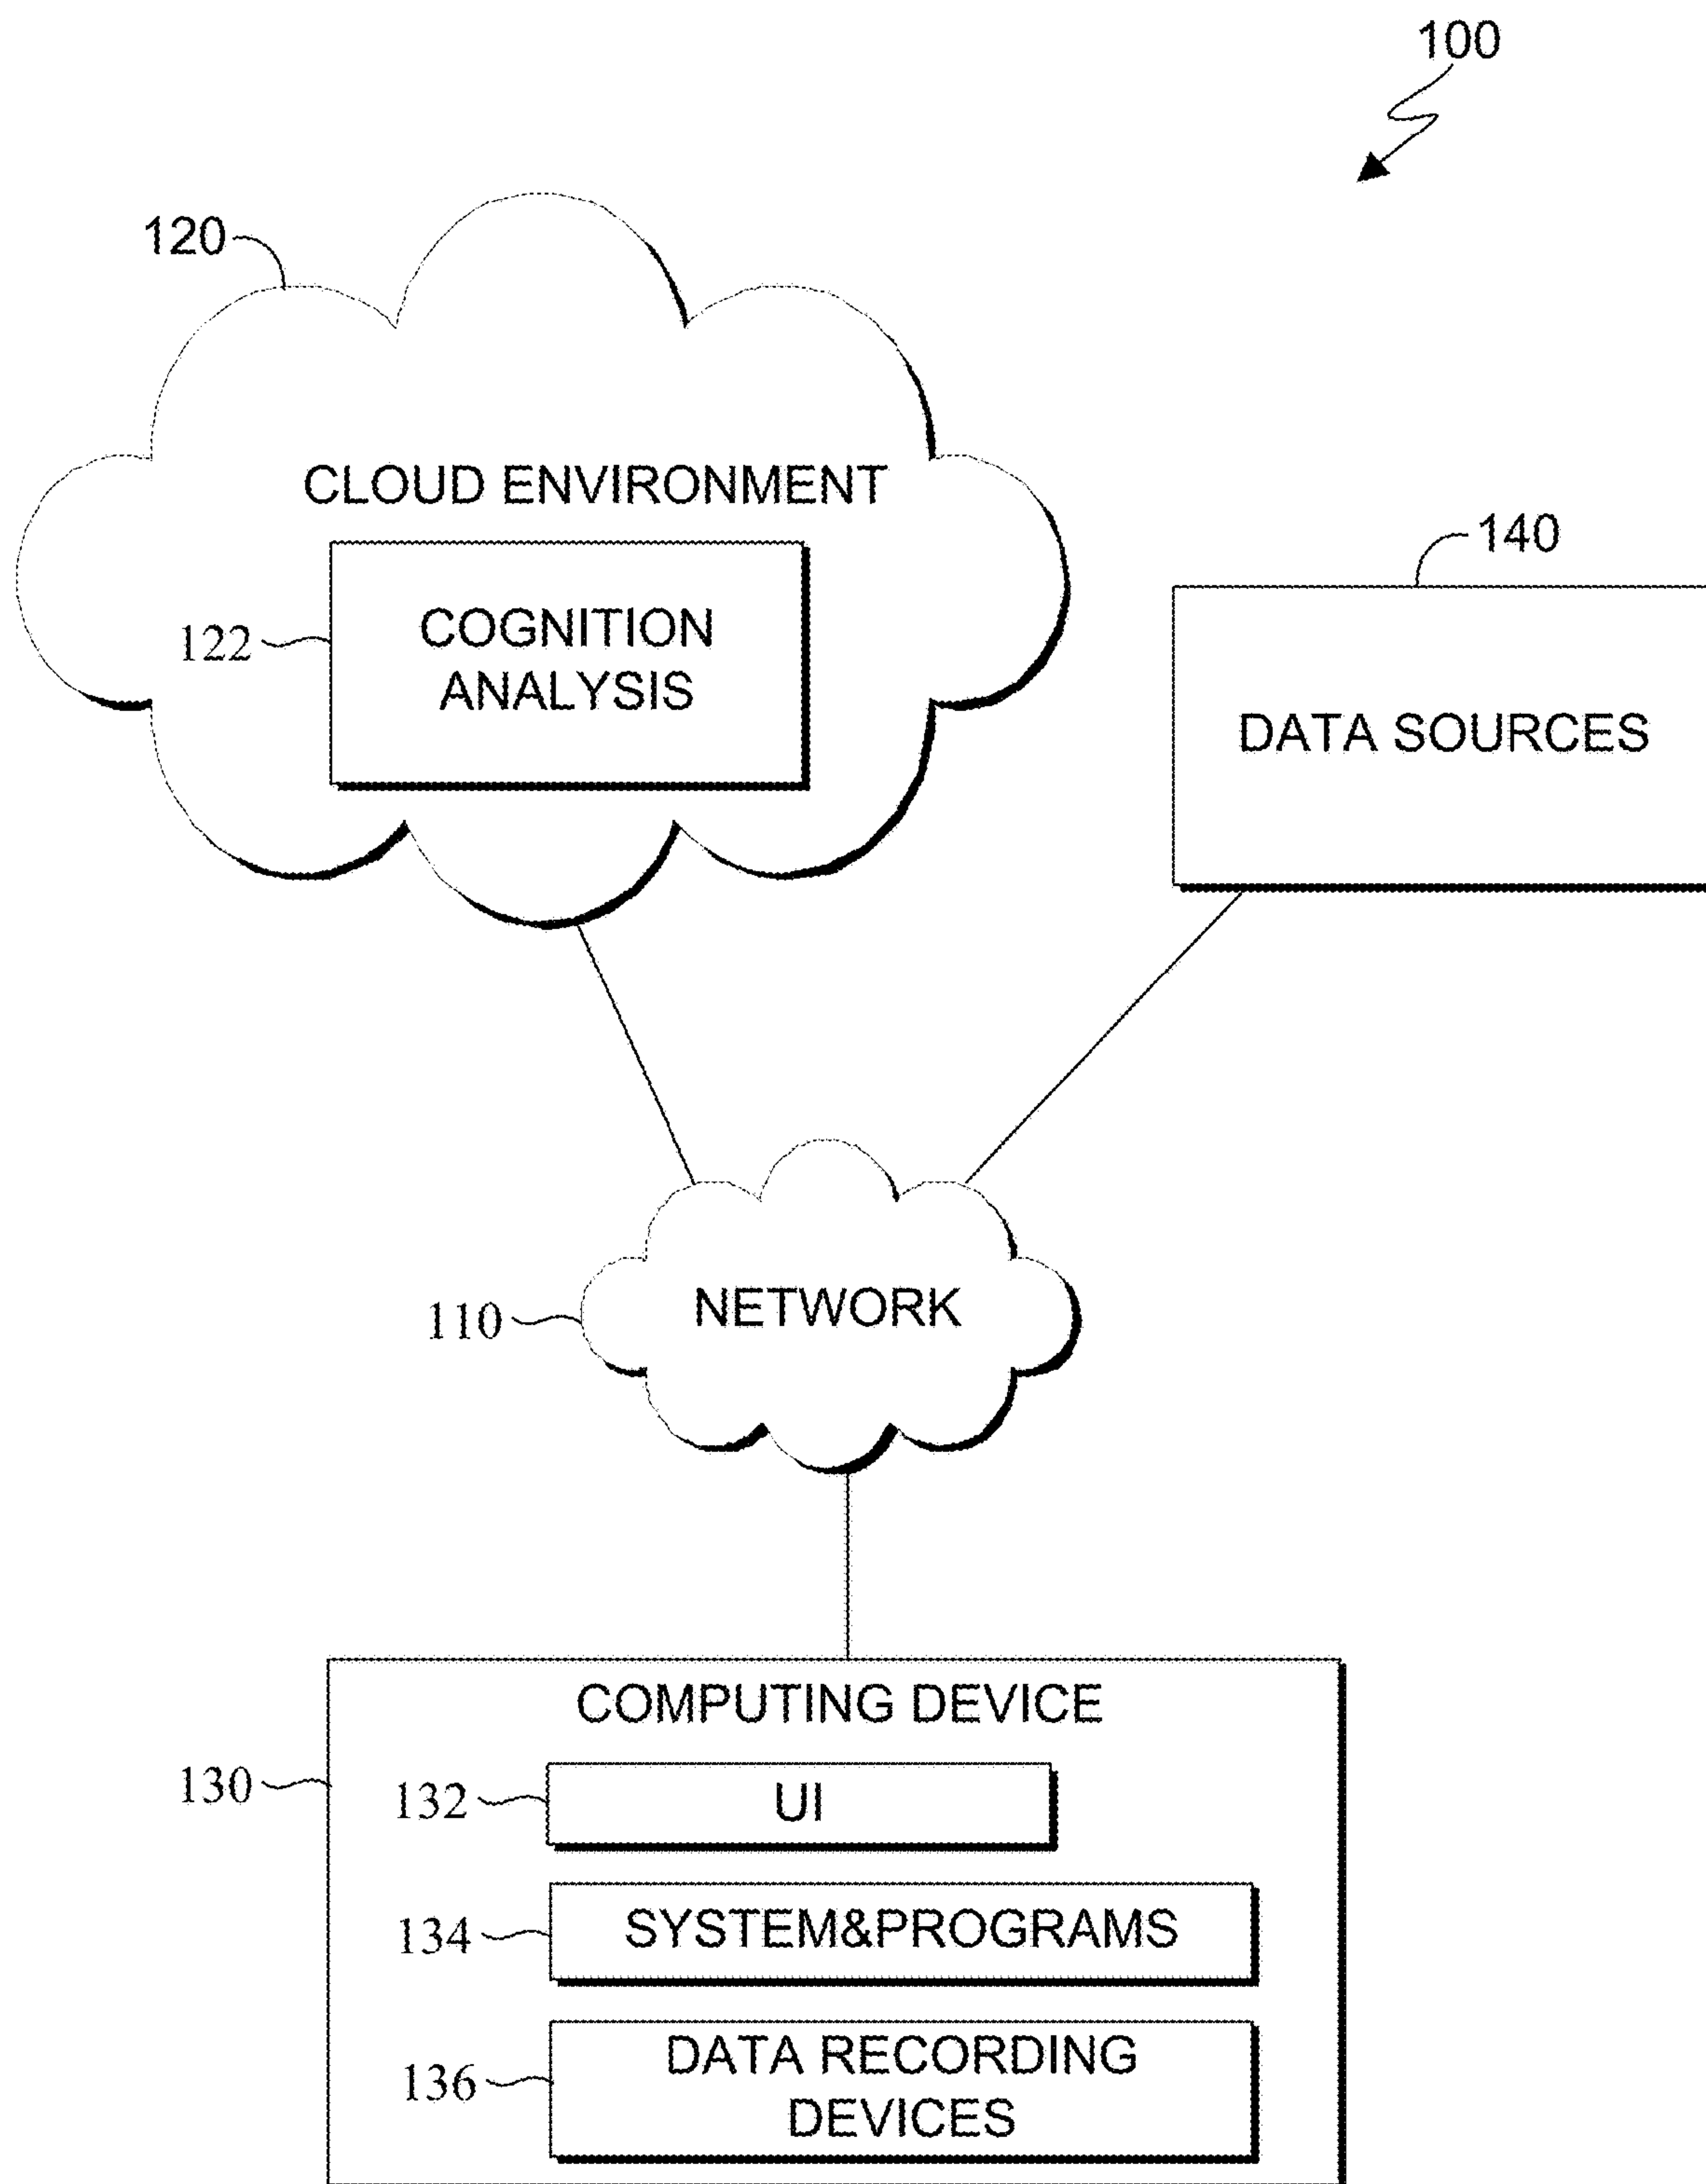 100
120
CLOUD ENVIRONMENT
122
COGNITION
ANALYSIS
140
DATA SOURCES
110
NETWORK
COMPUTING DEVICE
130
132
UI
134
SYSTEM&PROGRAMS
136
DATA RECORDING
DEVICES